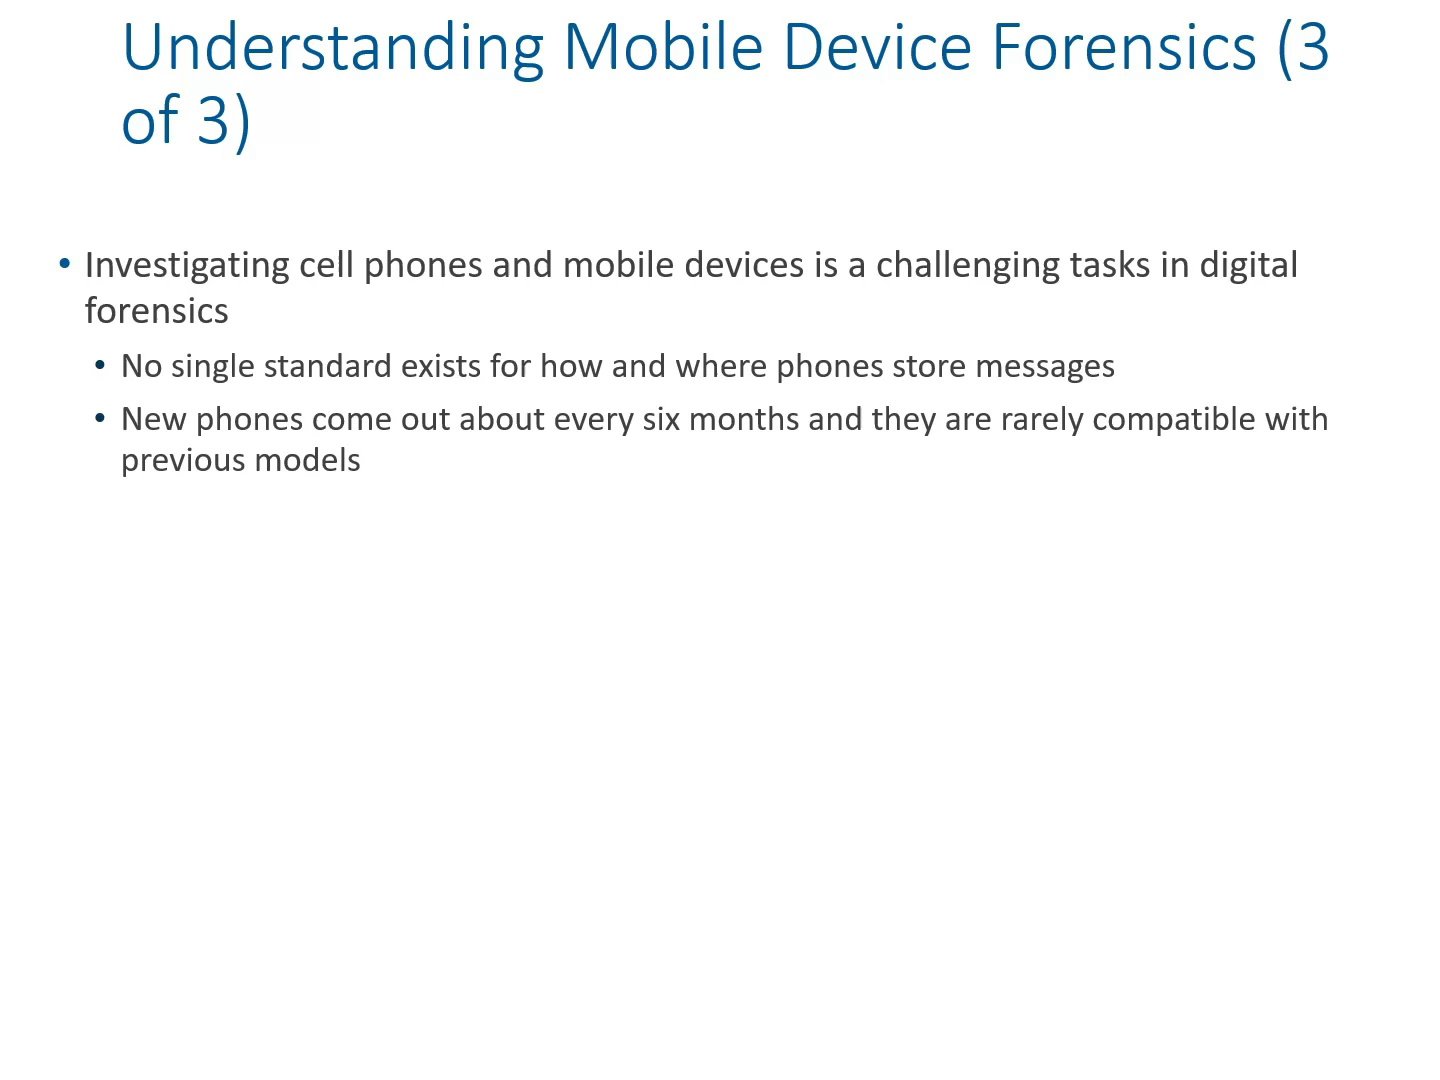 Understanding Mobile Device Forensics (3
of 3)
• Investigating cell phones and mobile devices is a challenging tasks in digital
forensics
• No single standard exists for how and where phones store messages
• New phones come out about every six months and they are rarely compatible with
previous models